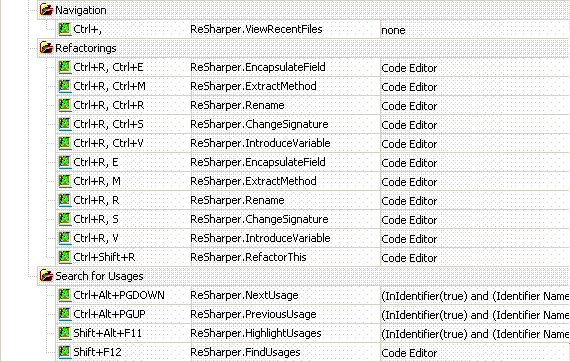 Navigation
Ctrl+, ReSharper.ViewRecentFiles none
Refactorings
Ctrl+R, Ctrl+E ReSharper.EncapsulateField Code Editor
Ctrl+R, Ctrl+M ReSharper.ExtractMethod Code Editor
Ctrl+R, Ctrl+R ReSharper.Rename Code Editor
Ctrl+R, Ctrl+S ReSharper.ChangeSignature Code Editor
Ctrl+R, Ctrl+V ReSharper.IntroduceVariable Code Editor
Ctrl+R, E ReSharper.EncapsulateField Code Editor
Ctrl+R, M ReSharper.ExtractMethod Code Editor
Ctrl+R, R ReSharper.Rename Code Editor
Ctrl+R, S ReSharper.ChangeSignature Code Editor
Ctrl+R, V ReSharper.IntroduceVariable Code Editor
Ctrl+Shift+R ReSharper.RefactorThis Code Editor
Search for Usages
Ctrl+Alt+PGDOWN ReSharper.NextUsage (InIdentifier(true) and (Identifier Name
Ctrl+Alt+PGUP ReSharper.PreviousUsage (InIdentifier(true) and (Identifier Name
Shift+Alt+F11 ReSharper.HighlightUsages (InIdentifier(true) and (Identifier Name
Shift+F12 ReSharper.FindUsages Code Editor